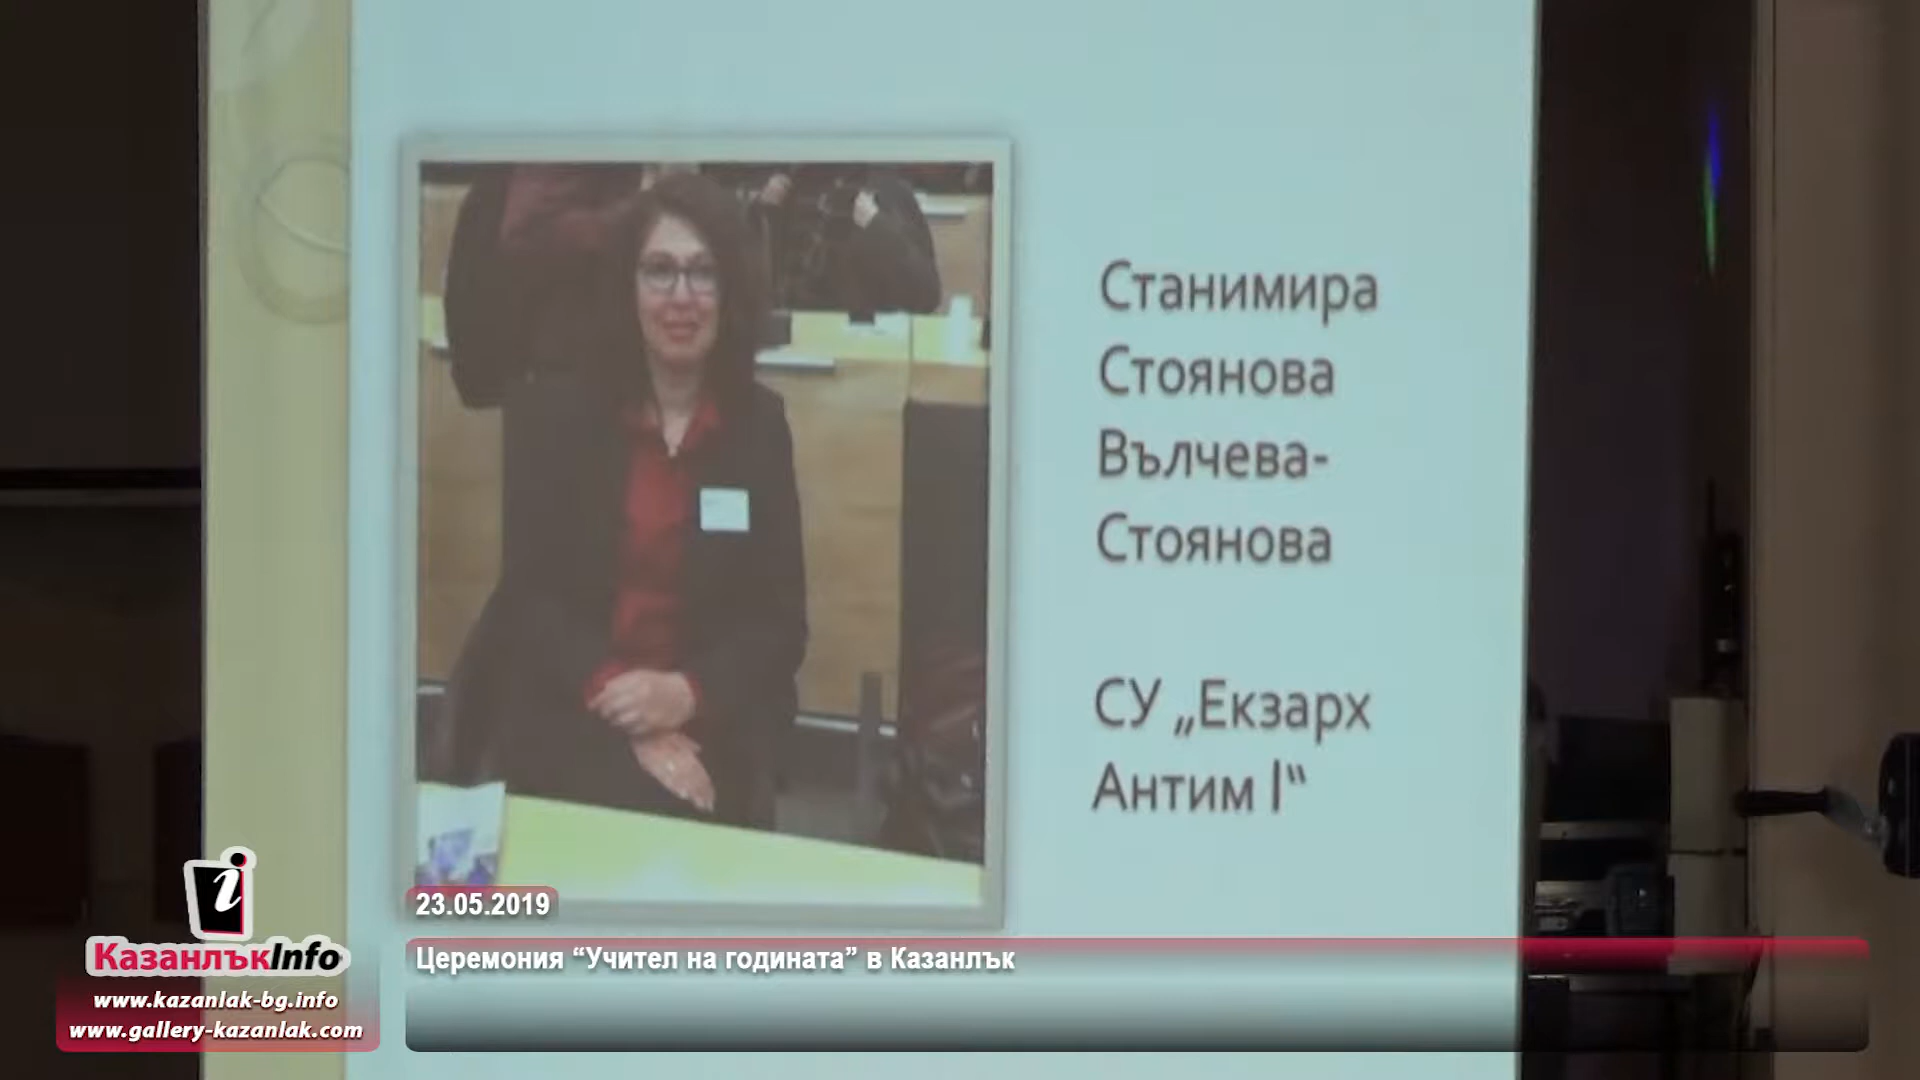 Станимира
Стоянова
Вълчева-
Стоянова
СУ „Екзарх
Антим I“
23.05.2019
Церемония “Учител на годината” в Казанлък
i
КазанлъкInfo
www.kazanlak-bg.info
www.gallery-kazanlak.com